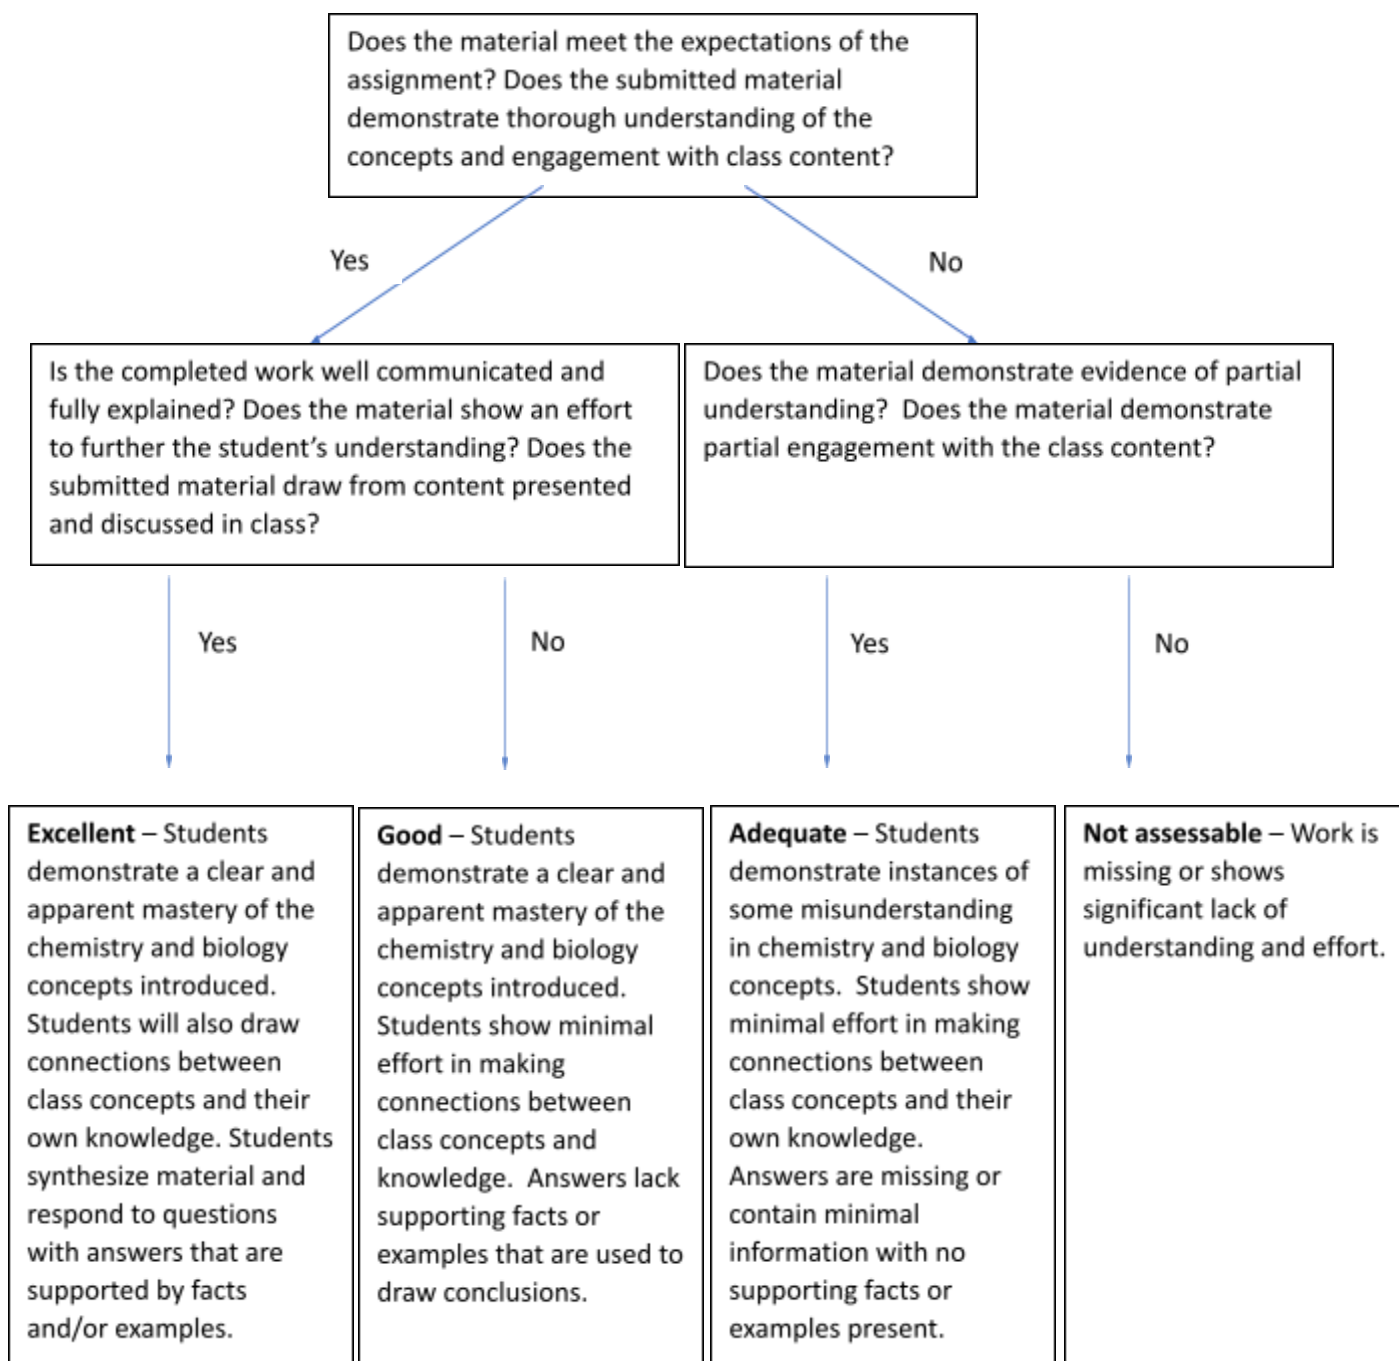 Does the material meet the expectations of the
assignment? Does the submitted material
demonstrate thorough understanding of the
concepts and engagement with class content?
Yes
No
Is the completed work well communicated and
fully explained? Does the material show an effort
to further the student’s understanding? Does the
submitted material draw from content presented
and discussed in class?
Does the material demonstrate evidence of partial
understanding?  Does the material demonstrate
partial engagement with the class content?
Yes
No
Yes
No
Excellent – Students
demonstrate a clear and
apparent mastery of the
chemistry and biology
concepts introduced.
Students will also draw
connections between
class concepts and their
own knowledge. Students
synthesize material and
respond to questions
with answers that are
supported by facts
and/or examples.
Good – Students
demonstrate a clear and
apparent mastery of the
chemistry and biology
concepts introduced.
Students show minimal
effort in making
connections between
class concepts and
knowledge.  Answers lack
supporting facts or
examples that are used to
draw conclusions.
Adequate – Students
demonstrate instances of
some misunderstanding
in chemistry and biology
concepts.  Students show
minimal effort in making
connections between
class concepts and their
own knowledge.
Answers are missing or
contain minimal
information with no
supporting facts or
examples present.
Not assessable – Work is
missing or shows
significant lack of
understanding and effort.